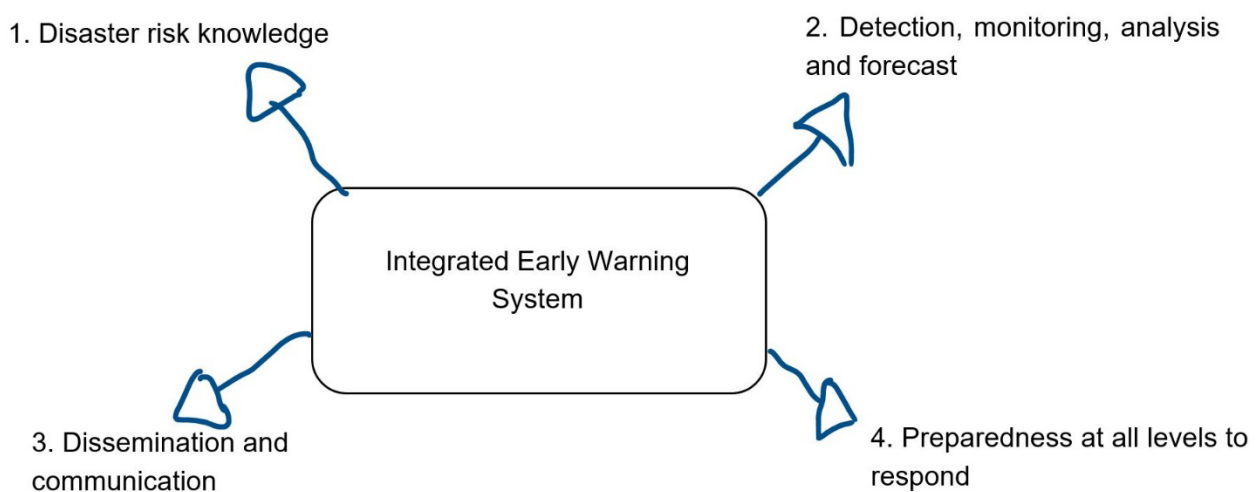 1. Disaster risk knowledge
2. Detection, monitoring, analysis
and forecast
Integrated Early Warning
System
3. Dissemination and
communication
4. Preparedness at all levels to
respond